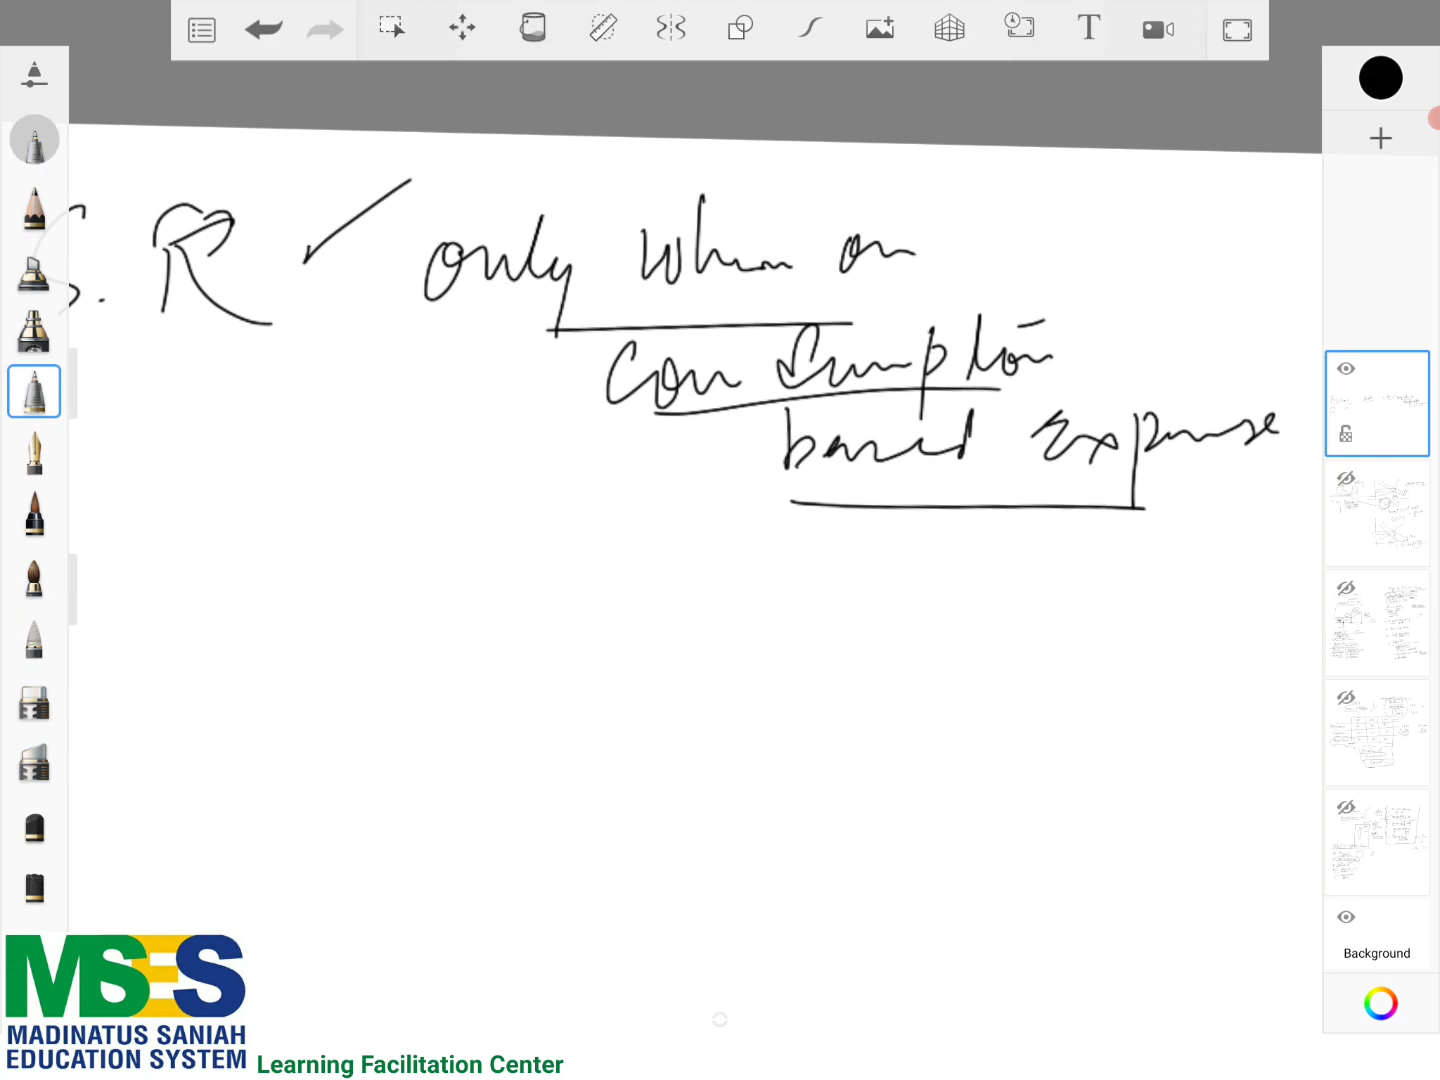 S. R ✓ only when on
consumption
based Expense
Background
MSES
MADINATUS SANIAH
EDUCATION SYSTEM
Learning Facilitation Center